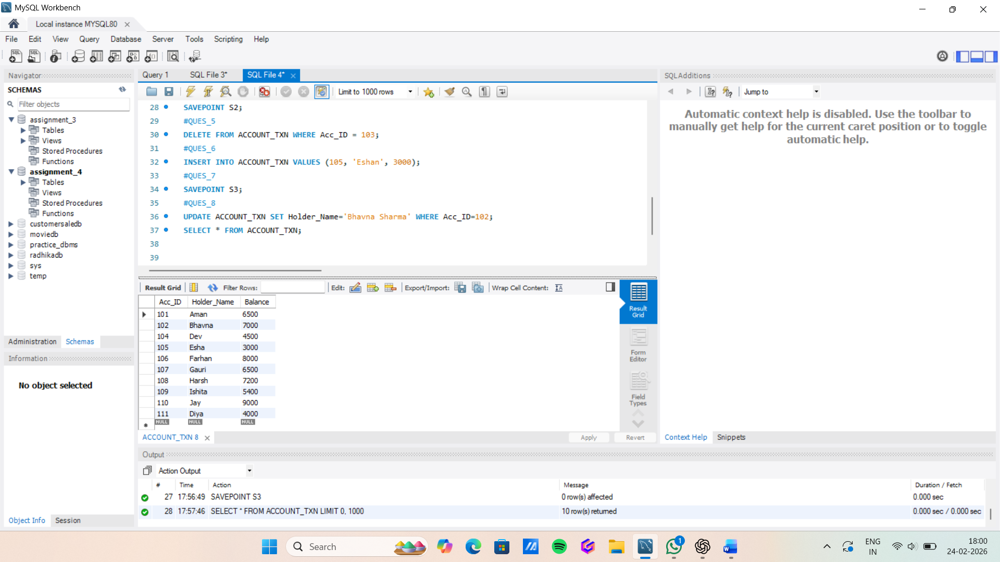 MySQL Workbench
Local instance MYSQL80
File Edit View Query Database Server Tools Scripting Help
Navigator
SCHEMAS
Filter objects
assignment_3
Tables
Views
Stored Procedures
Functions
assignment_4
Tables
Views
Stored Procedures
Functions
customersaledb
moviedb
practice_dbms
radhikadb
sys
temp
Administration Schemas
Information
No object selected
Object Info Session
Query 1 SQL File 3* SQL File 4*
Limit to 1000 rows
28 SAVEPOINT S2;
29 #QUES_5
30 DELETE FROM ACCOUNT_TXN WHERE Acc_ID = 103;
31 #QUES_6
32 INSERT INTO ACCOUNT_TXN VALUES (105, 'Eshan', 3000);
33 #QUES_7
34 SAVEPOINT S3;
35 #QUES_8
36 UPDATE ACCOUNT_TXN SET Holder_Name='Bhavna Sharma' WHERE Acc_ID=102;
37 SELECT * FROM ACCOUNT_TXN;
38
39
Result Grid Filter Rows: Edit: Export/Import: Wrap Cell Content:
Acc_ID Holder_Name Balance
101 Aman 6500
102 Bhavna 7000
104 Dev 4500
105 Esha 3000
106 Farhan 8000
107 Gauri 6500
108 Harsh 7200
109 Ishita 5400
110 Jay 9000
111 Diya 4000
NULL NULL NULL
Result
Grid
Form
Editor
Field
Types
ACCOUNT_TXN 8 Apply Revert
SQLAdditions
Jump to
Automatic context help is disabled. Use the toolbar to
manually get help for the current caret position or to toggle
automatic help.
Context Help Snippets
Output
Action Output
# Time Action Message Duration / Fetch
27 17:56:49 SAVEPOINT S3 0 row(s) affected 0.000 sec
28 17:57:46 SELECT * FROM ACCOUNT_TXN LIMIT 0, 1000 10 row(s) returned 0.000 sec / 0.000 sec
Search
1
ENG
IN
18:00
24-02-2026